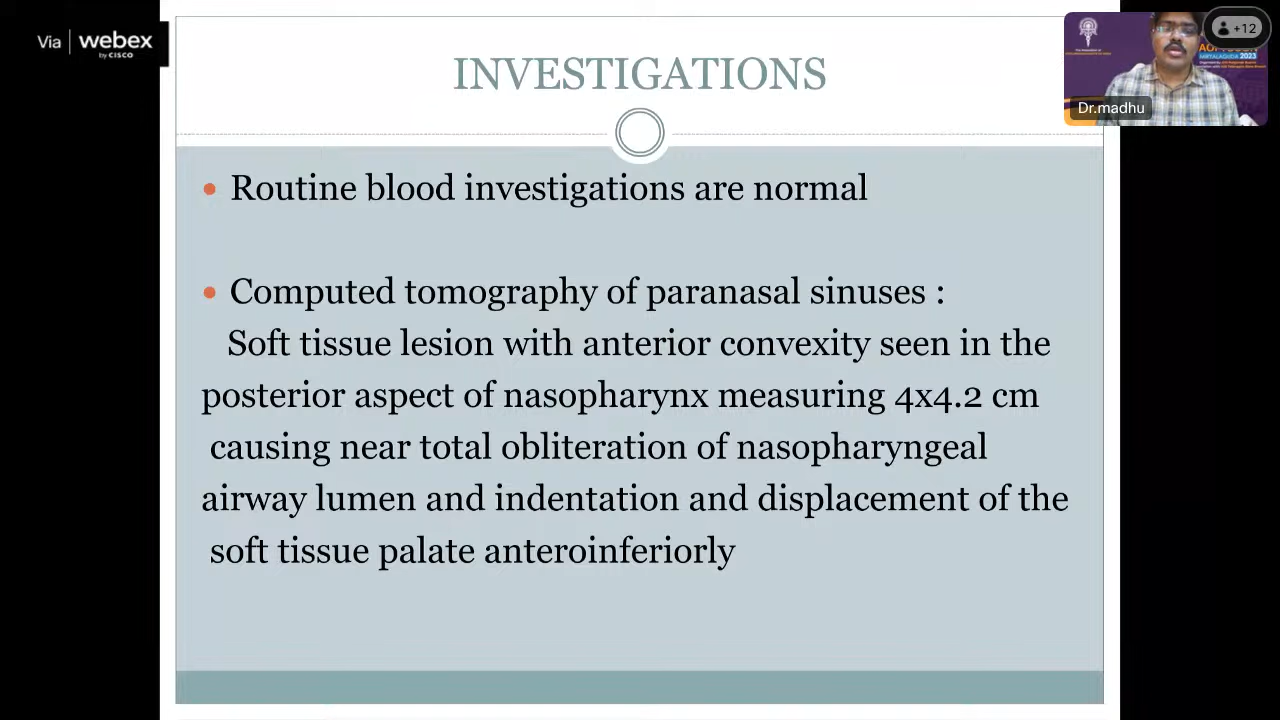 Via webex
by CISCO
INVESTIGATIONS
+12
MIRYALAGUDA 2023
Dr.madhu
• Routine blood investigations are normal
• Computed tomography of paranasal sinuses :
Soft tissue lesion with anterior convexity seen in the
posterior aspect of nasopharynx measuring 4x4.2 cm
causing near total obliteration of nasopharyngeal
airway lumen and indentation and displacement of the
soft tissue palate anteroinferiorly